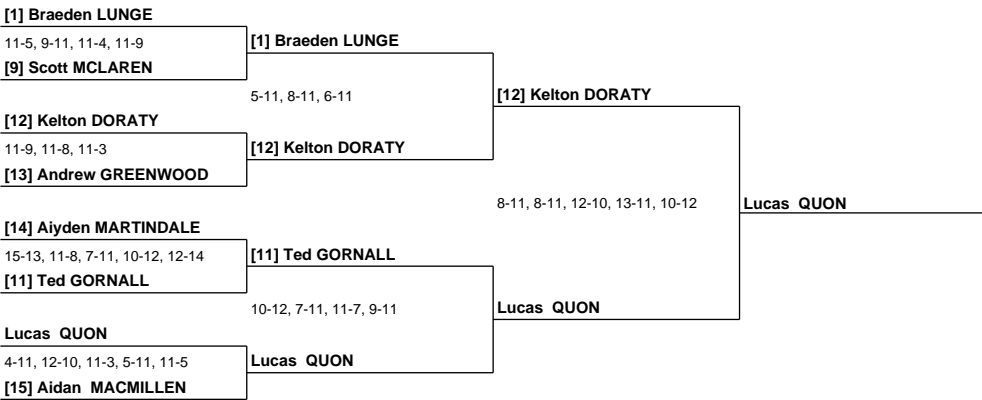 [1] Braeden LUNGE
11-5, 9-11, 11-4, 11-9
[9] Scott MCLAREN
[1] Braeden LUNGE
5-11, 8-11, 6-11
[12] Kelton DORATY
[12] Kelton DORATY
11-9, 11-8, 11-3
[13] Andrew GREENWOOD
[12] Kelton DORATY
8-11, 8-11, 12-10, 13-11, 10-12
Lucas QUON
[14] Aiyden MARTINDALE
15-13, 11-8, 7-11, 10-12, 12-14
[11] Ted GORNALL
[11] Ted GORNALL
10-12, 7-11, 11-7, 9-11
Lucas QUON
Lucas QUON
4-11, 12-10, 11-3, 5-11, 11-5
[15] Aidan MACMILLEN
Lucas QUON